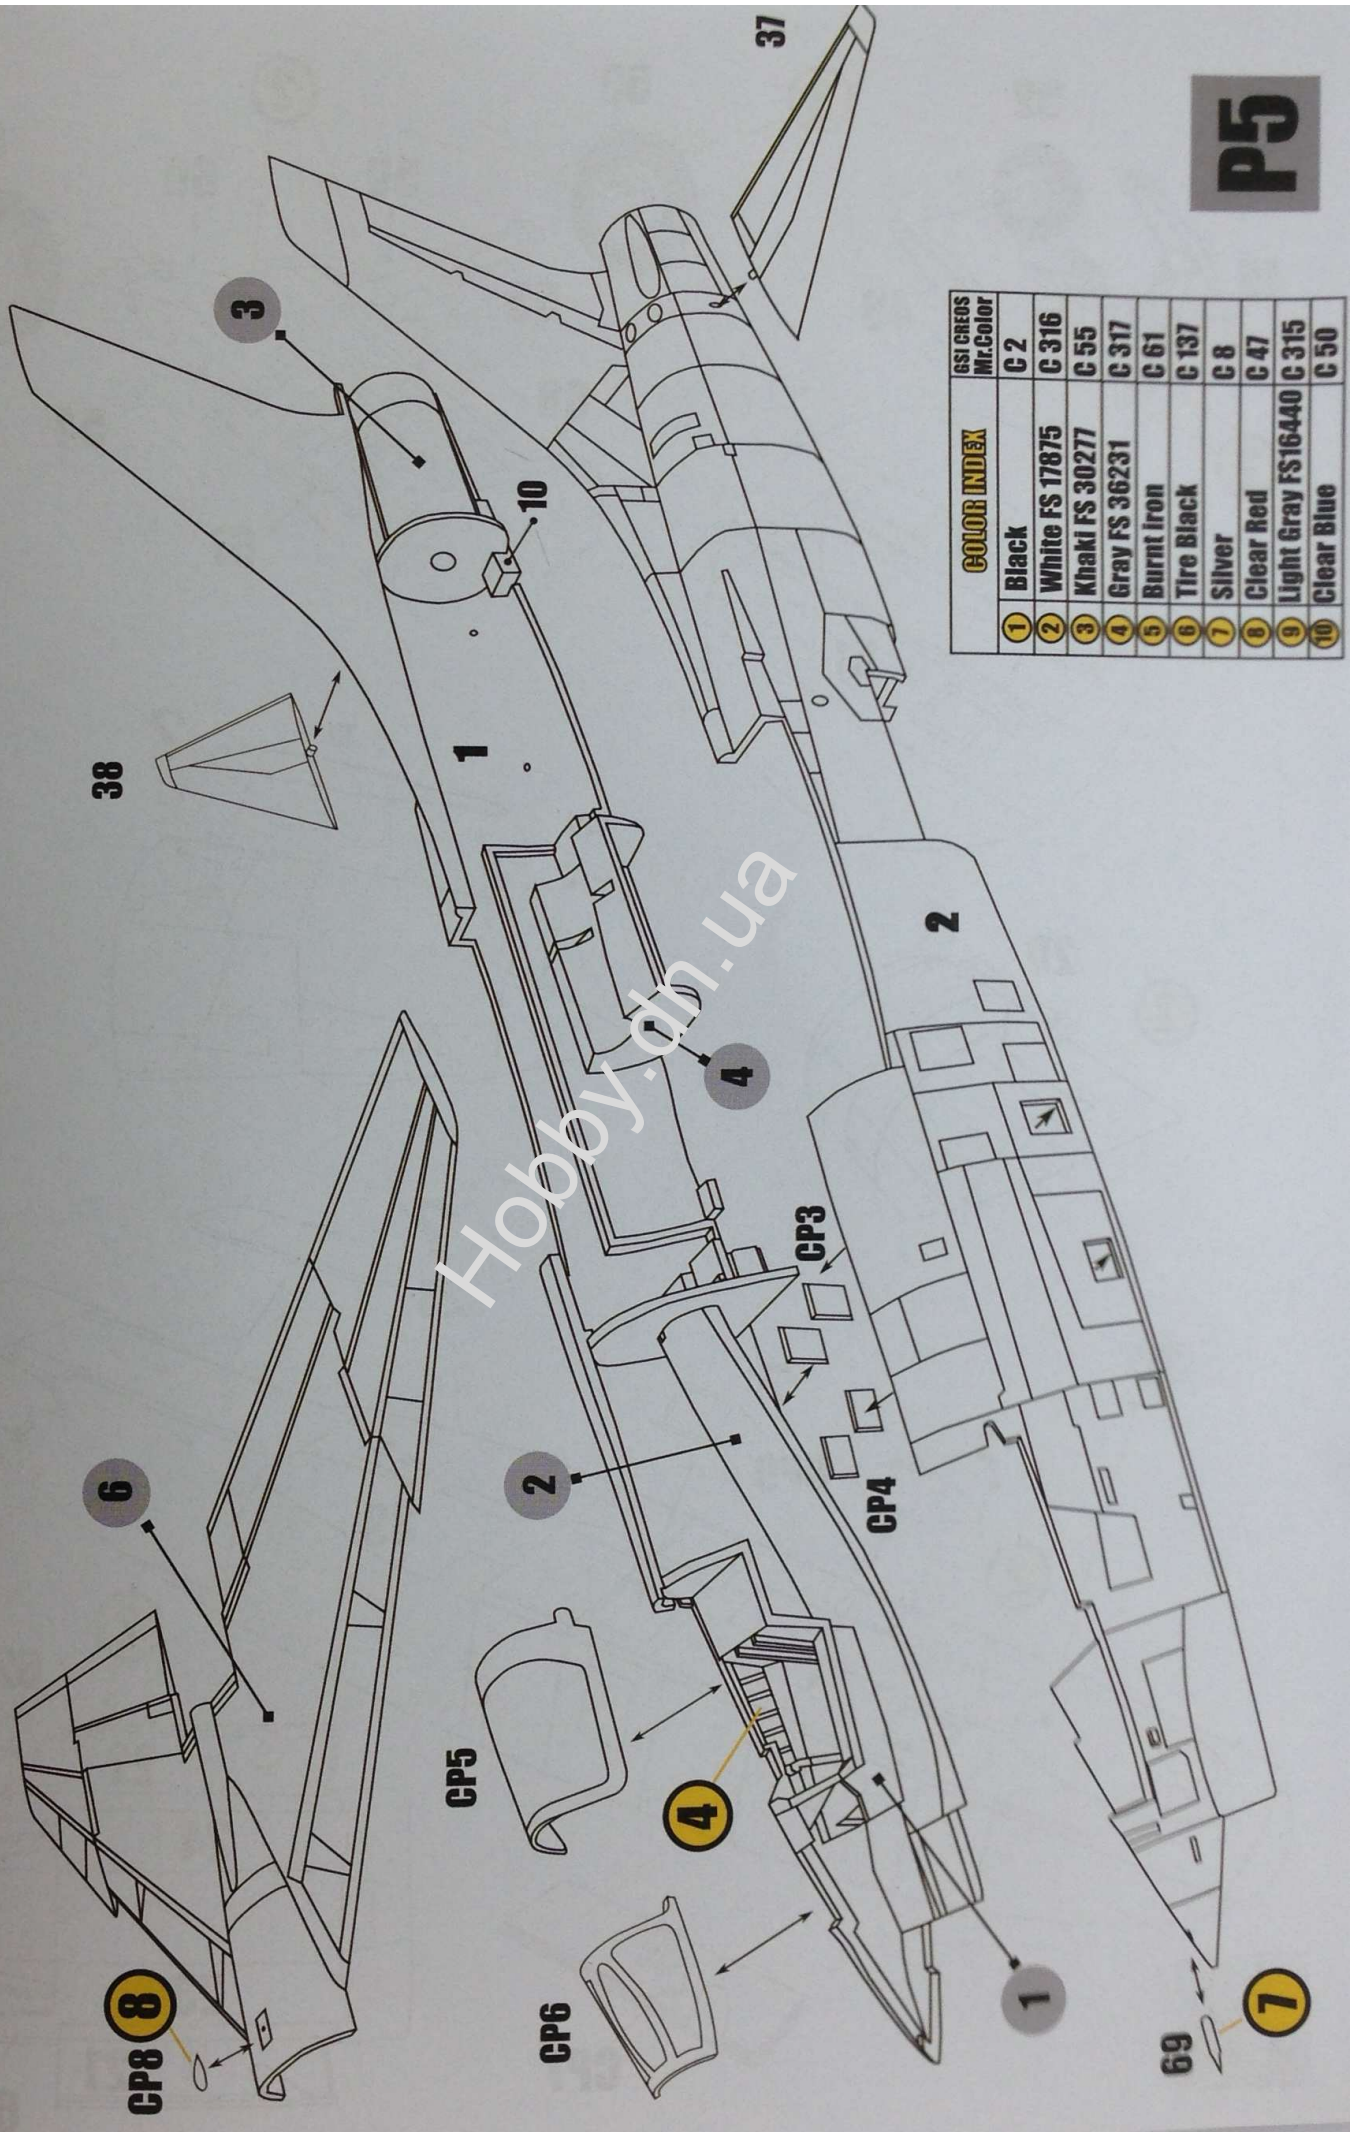 CP8
8
6
38
3
37
CP6
CP5
4
2
1
10
1
4
CP4
CP3
2
69
7
Hobby.dn.ua
COLOR INDEX
GSI CREOS
Mr.Color
1 Black C 2
2 White FS 17875 C 316
3 Khaki FS 30277 C 55
4 Gray FS 36231 C 317
5 Burnt Iron C 61
6 Tire Black C 137
7 Silver C 8
8 Clear Red C 47
9 Light Gray FS16440 C 315
10 Clear Blue C 50
P5